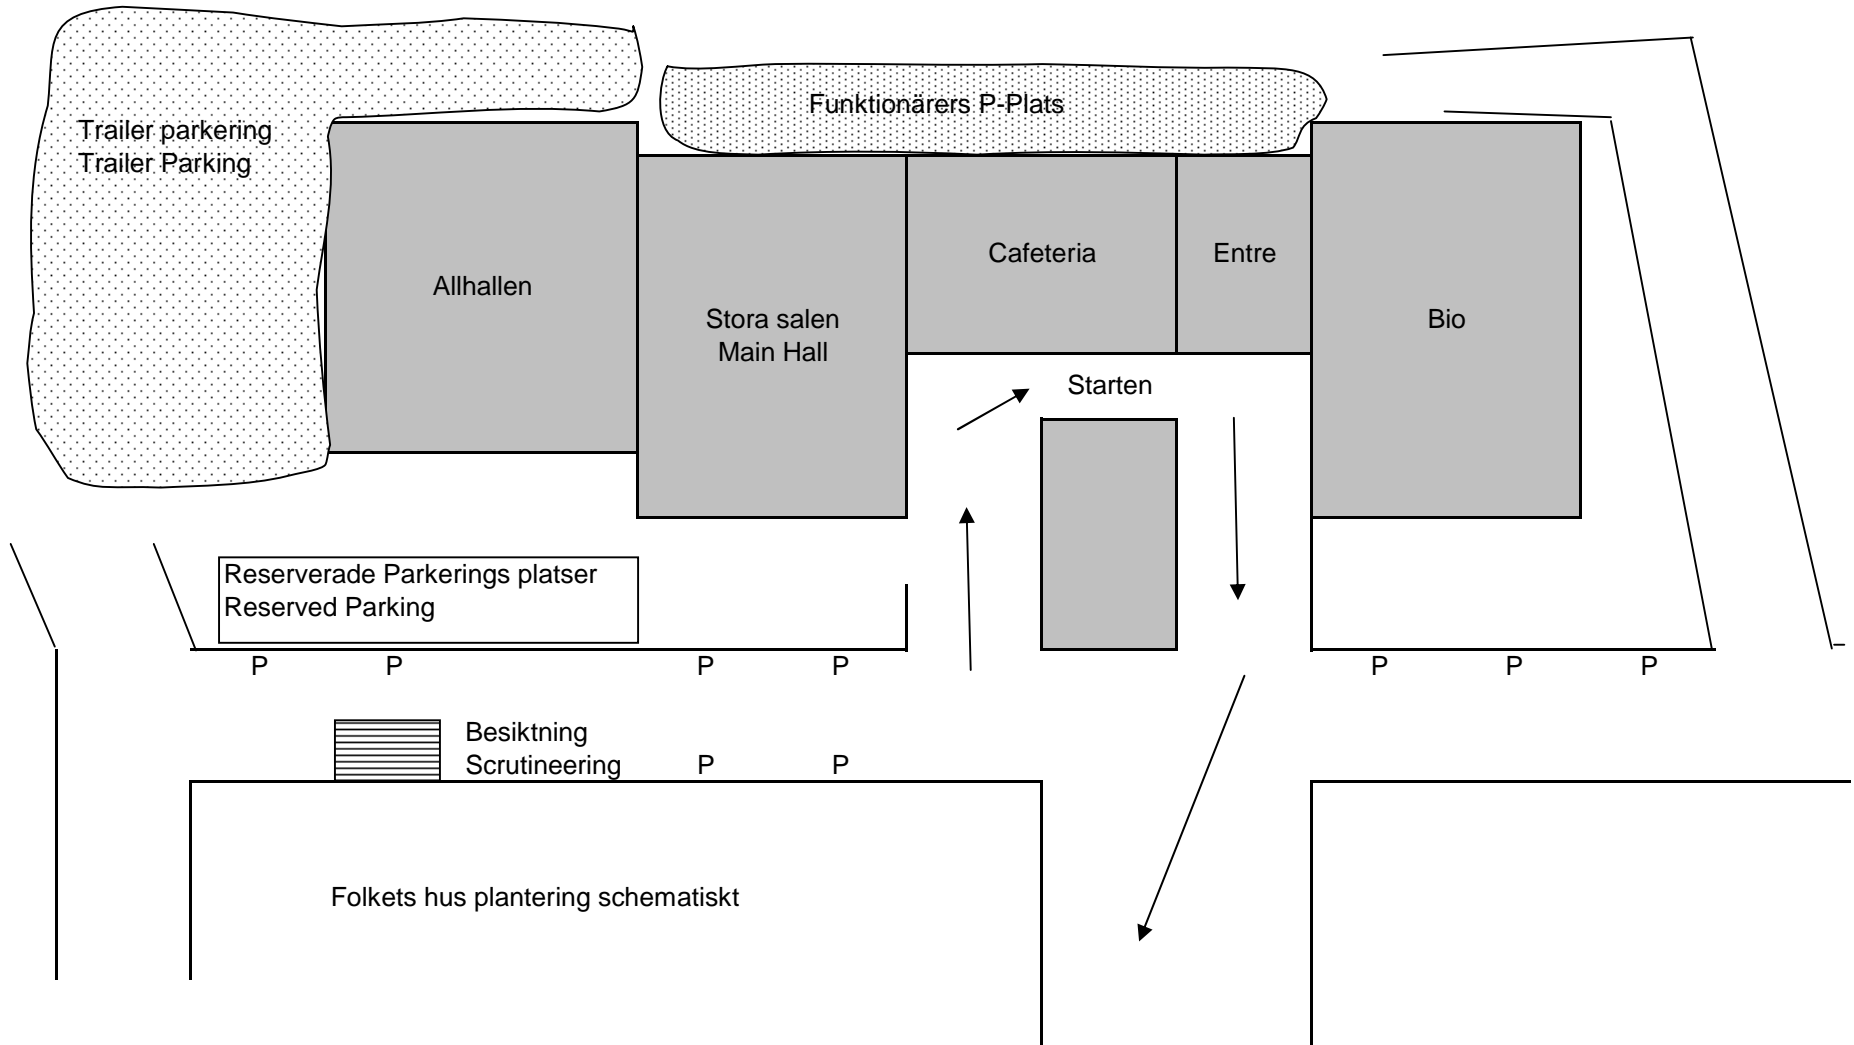 Funktionärers P-Plats
Trailer parkering
Trailer Parking
Cafeteria
Entre
Allhallen
Stora salen
Main Hall
Bio
Starten
Reserverade Parkerings platser
Reserved Parking
P P P P P P P
Besiktning
Scrutineering P P
Folkets hus plantering schematiskt